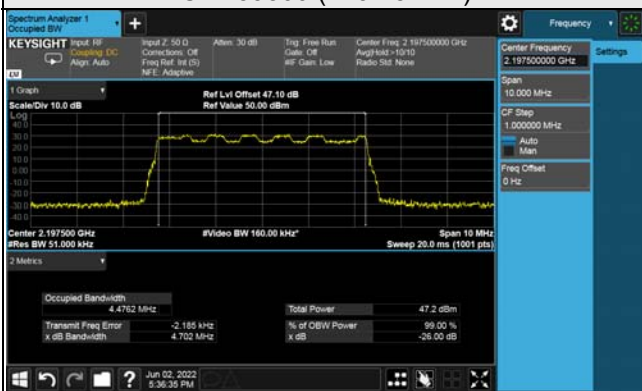 Spectrum Analyzer 1
Occupied BW
+
Frequency
KEYSIGHT
Input: RF
Coupling: DC
Align: Auto
Input Z: 50 Ω
Corrections: Off
Freq Ref: Int (S)
NFE: Adaptive
Atten: 30 dB
Trig: Free Run
Gate: Off
#IF Gain: Low
Center Freq: 2.197500000 GHz
Avg|Hold:>10/10
Radio Std: None
Center Frequency
2.197500000 GHz
Settings
Span
10.000 MHz
CF Step
1.000000 MHz
Auto
Man
Freq Offset
0 Hz
1 Graph
Scale/Div 10.0 dB
Ref Lvl Offset 47.10 dB
Ref Value 50.00 dBm
Log
40.0
30.0
20.0
10.0
0.00
-10.0
-20.0
-30.0
-40.0
Center 2.197500 GHz
#Res BW 51.000 kHz
#Video BW 160.00 kHz*
Span 10 MHz
Sweep 20.0 ms (1001 pts)
2 Metrics
Occupied Bandwidth
4.4762 MHz
Total Power 47.2 dBm
Transmit Freq Error -2.185 kHz
% of OBW Power 99.00 %
x dB Bandwidth 4.702 MHz
x dB -26.00 dB
?
Jun 02, 2022
5:36:35 PM